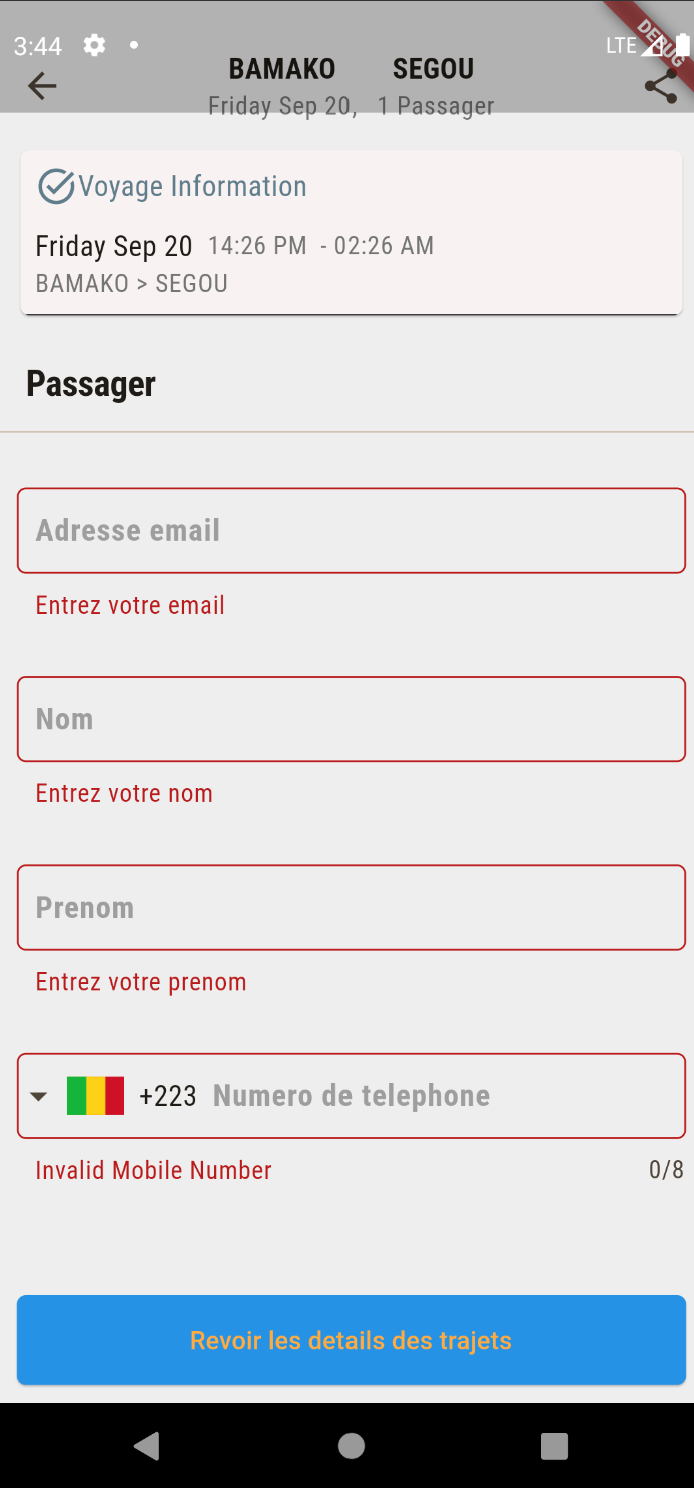 3:44 LTE DEBUG
BAMAKO SEGOU
Friday Sep 20, 1 Passager
Voyage Information
Friday Sep 20 14:26 PM - 02:26 AM
BAMAKO > SEGOU
Passager
Adresse email
Entrez votre email
Nom
Entrez votre nom
Prenom
Entrez votre prenom
+223 Numero de telephone
Invalid Mobile Number 0/8
Revoir les details des trajets